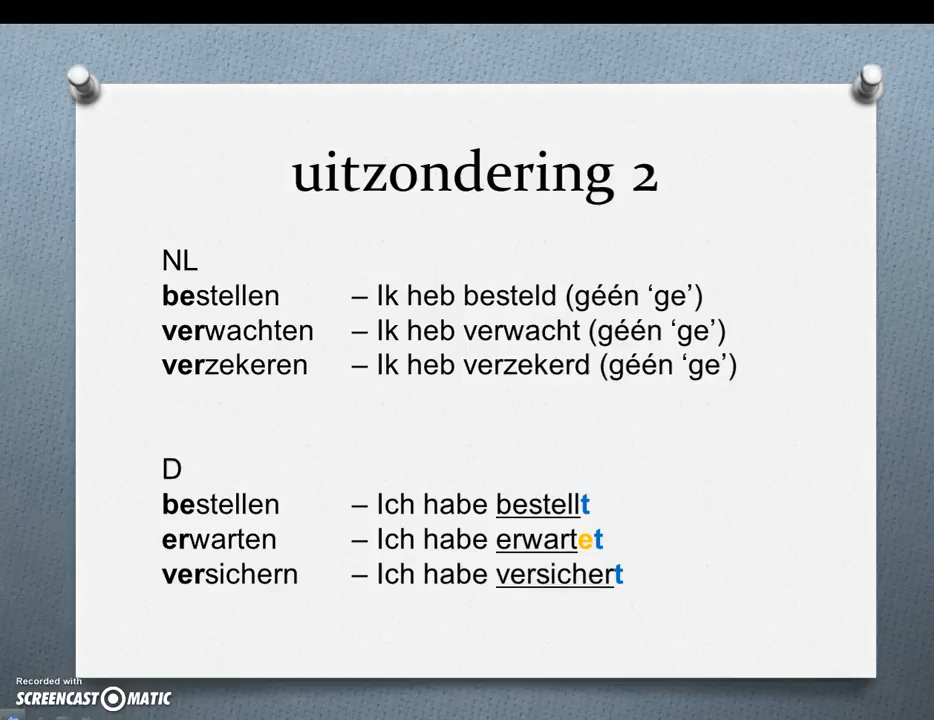 uitzondering 2
NL
bestellen – Ik heb besteld (géén ‘ge’)
verwachten – Ik heb verwacht (géén ‘ge’)
verzekeren – Ik heb verzekerd (géén ‘ge’)
D
bestellen – Ich habe bestellt
erwarten – Ich habe erwartet
versichern – Ich habe versichert
Recorded with
SCREENCAST MATIC